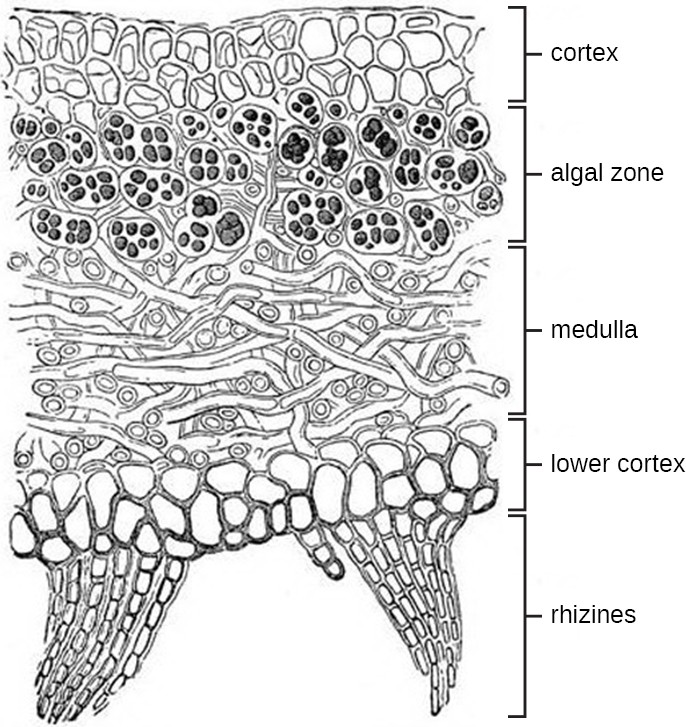 cortex
algal zone
medulla
lower cortex
rhizines